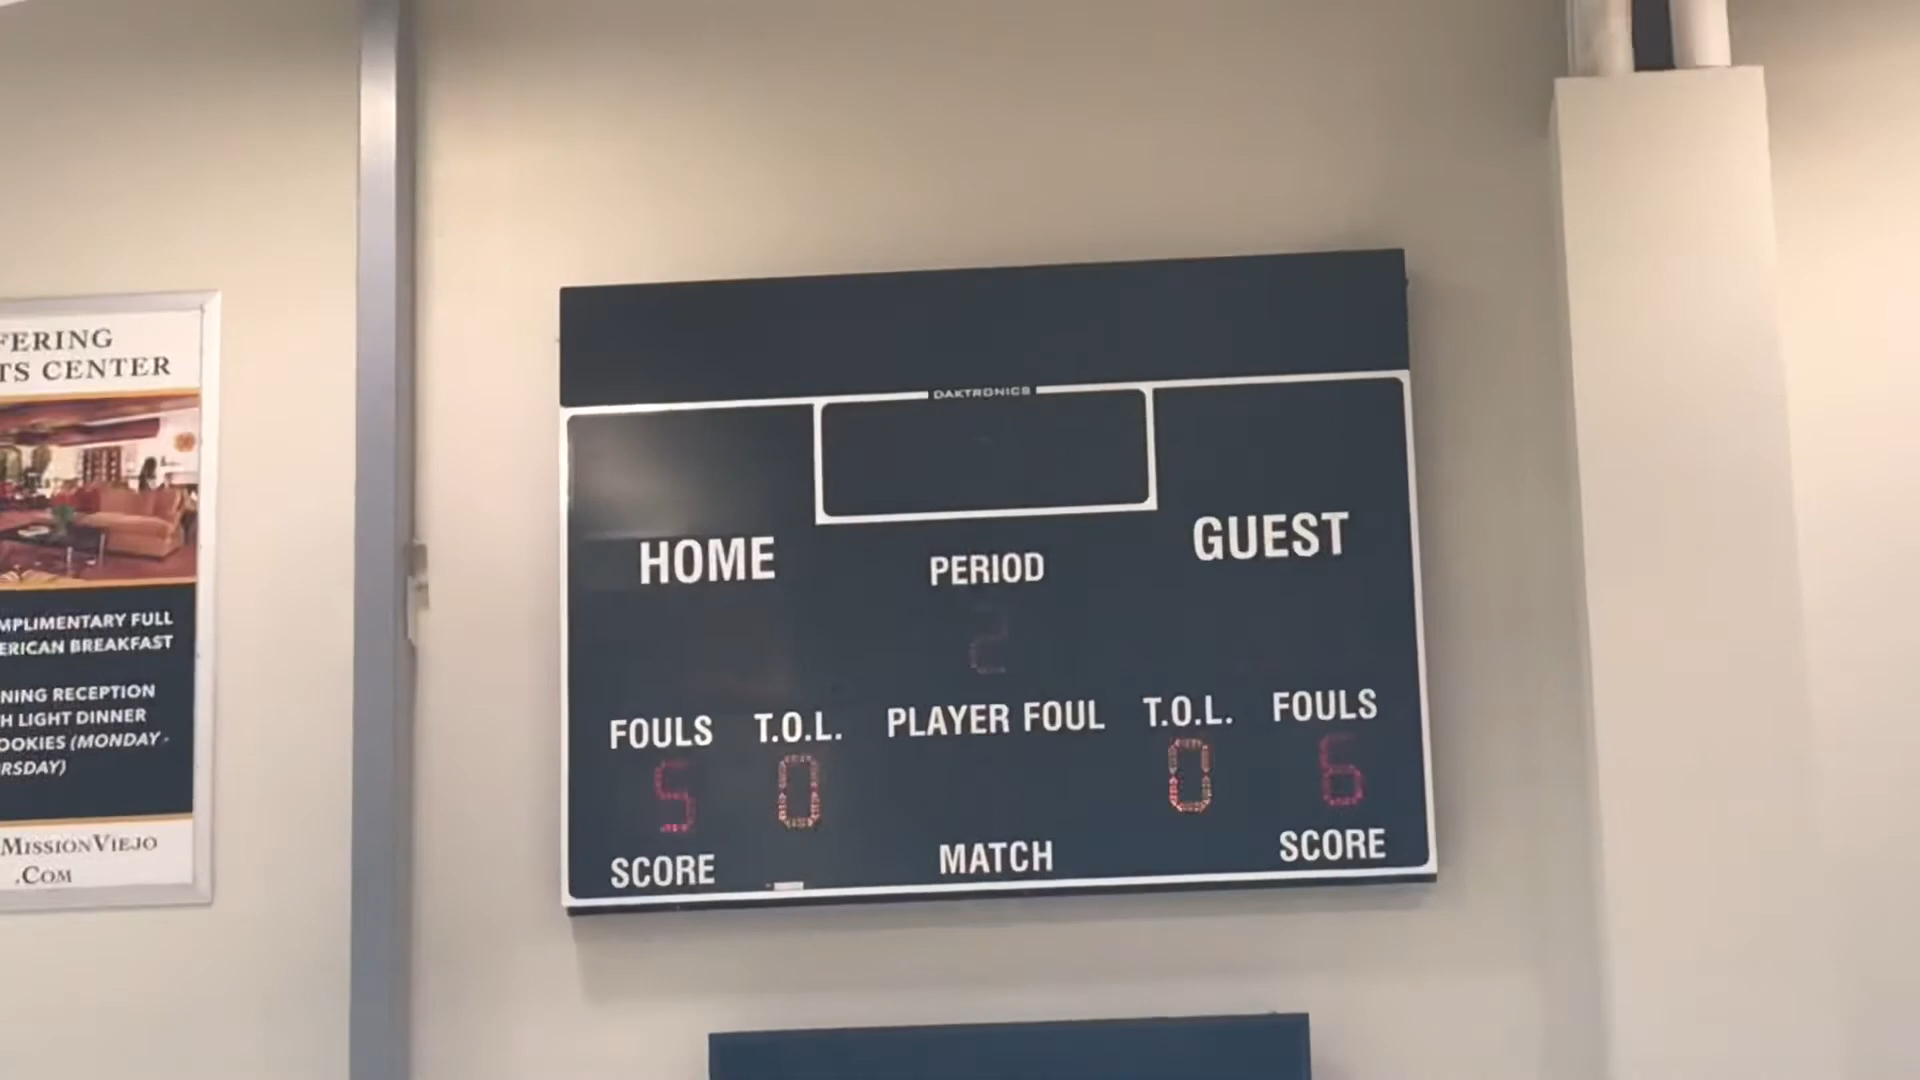 FERING
TS CENTER
MPLIMENTARY FULL
ERICAN BREAKFAST
NING RECEPTION
H LIGHT DINNER
OOKIES (MONDAY -
RSDAY)
MISSIONVIEJO
.COM
DAKTRONICS
HOME
PERIOD
GUEST
2
FOULS T.O.L. PLAYER FOUL T.O.L. FOULS
5 0 0 6
SCORE MATCH SCORE